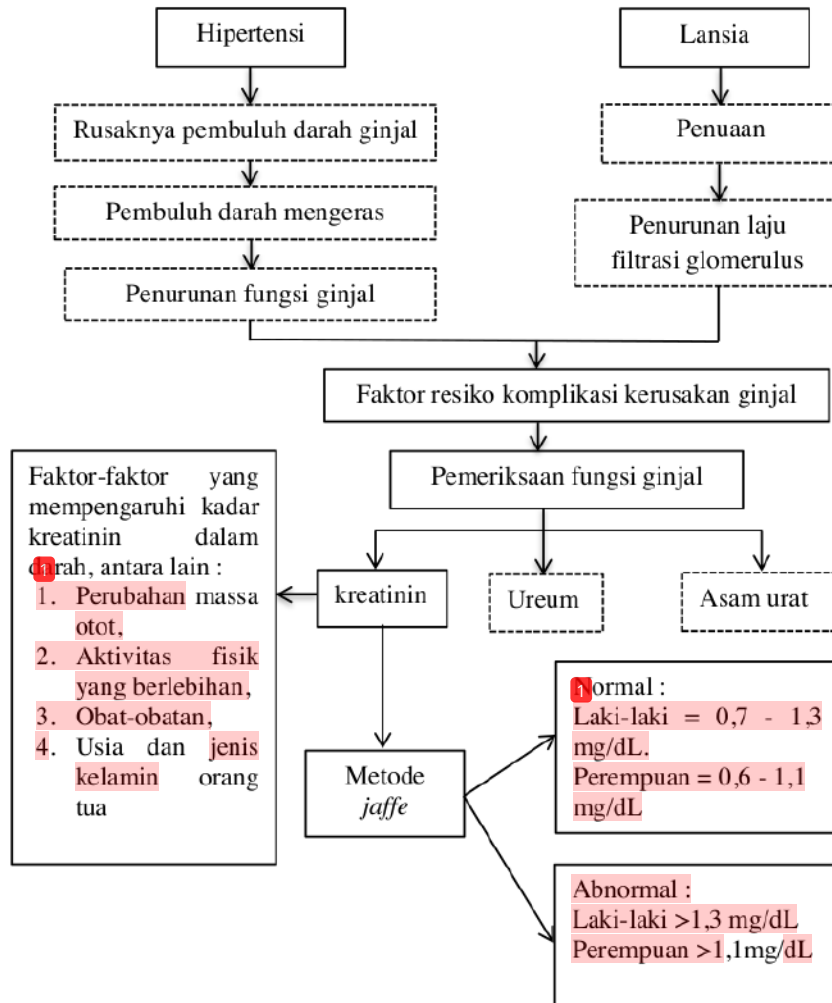 Hipertensi
Lansia
Rusaknya pembuluh darah ginjal
Penuaan
Pembuluh darah mengeras
Penurunan laju
filtrasi glomerulus
Penurunan fungsi ginjal
Faktor resiko komplikasi kerusakan ginjal
Pemeriksaan fungsi ginjal
Faktor-faktor yang
mempengaruhi kadar
kreatinin dalam
darah, antara lain :
1
1. Perubahan massa
otot,
2. Aktivitas fisik
yang berlebihan,
3. Obat-obatan,
4. Usia dan jenis
kelamin orang
tua
kreatinin
Ureum
Asam urat
Metode
jaffe
1
Normal :
Laki-laki = 0,7 - 1,3
mg/dL.
Perempuan = 0,6 - 1,1
mg/dL
Abnormal :
Laki-laki >1,3 mg/dL
Perempuan >1,1mg/dL